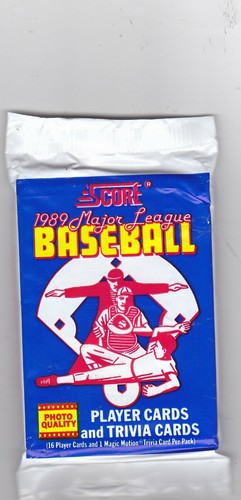 SCORE ®
1989 Major League
BASEBALL
S
PHOTO
QUALITY
PLAYER CARDS
and TRIVIA CARDS
(16 Player Cards and 1 Magic Motion™ Trivia Card Per Pack)